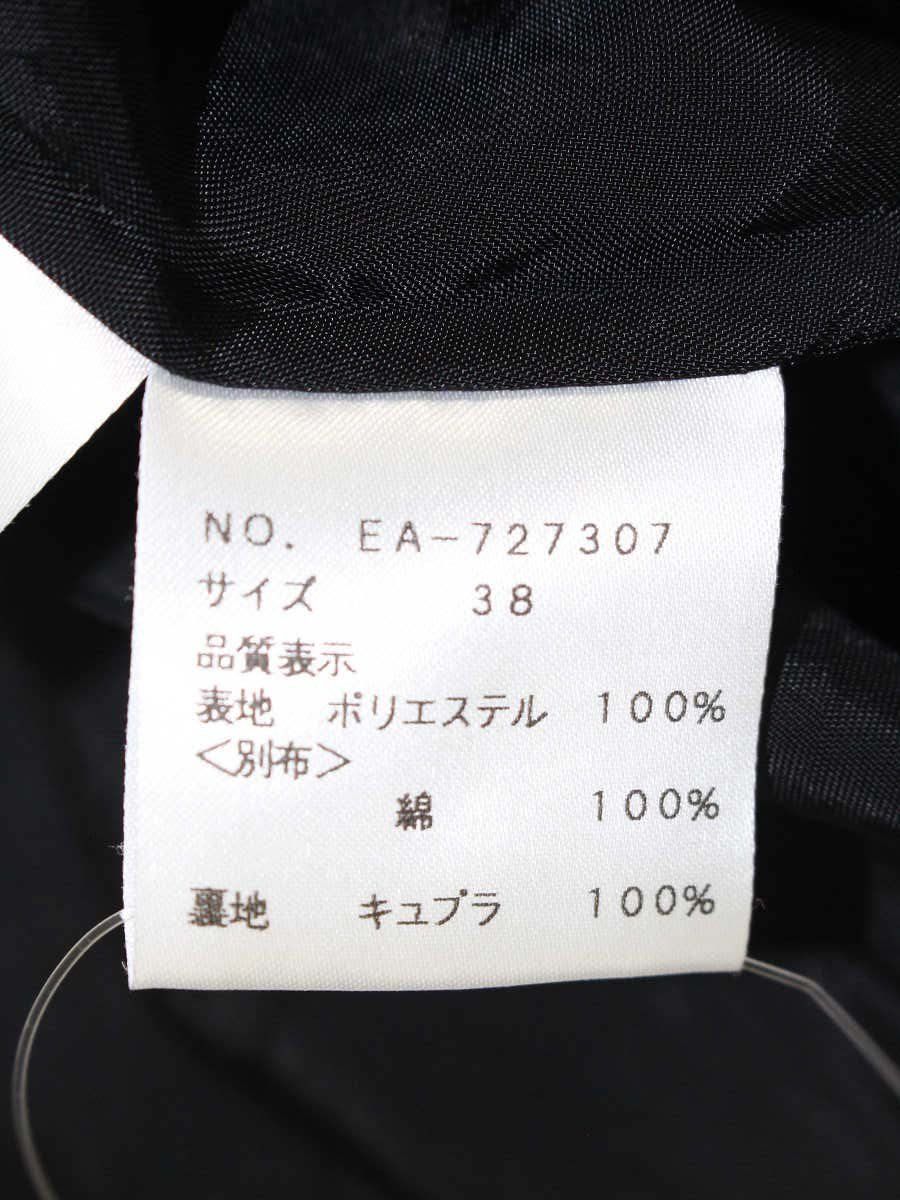 NO. EA-727307
サイズ 38
品質表示
表地 ポリエステル 100%
<別布>
綿 100%
裏地 キュプラ 100%